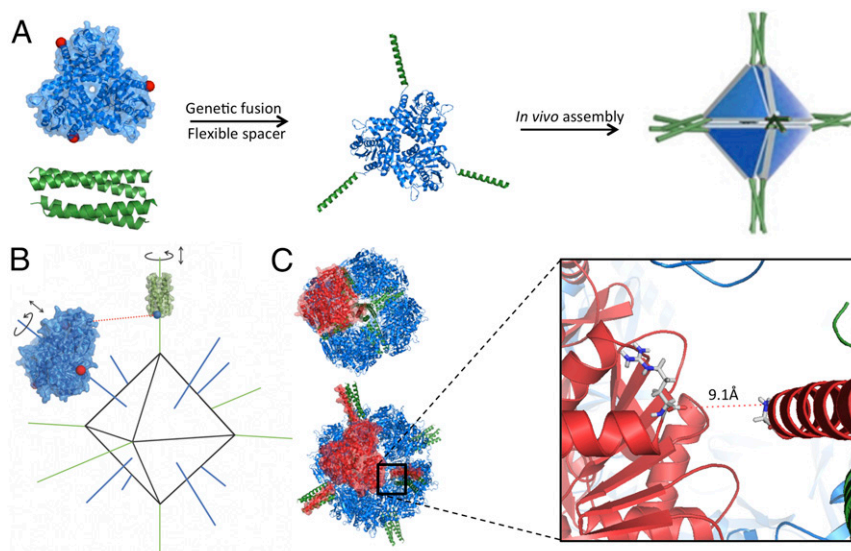 A
Genetic fusion
Flexible spacer
In vivo assembly
B
C
9.1Å